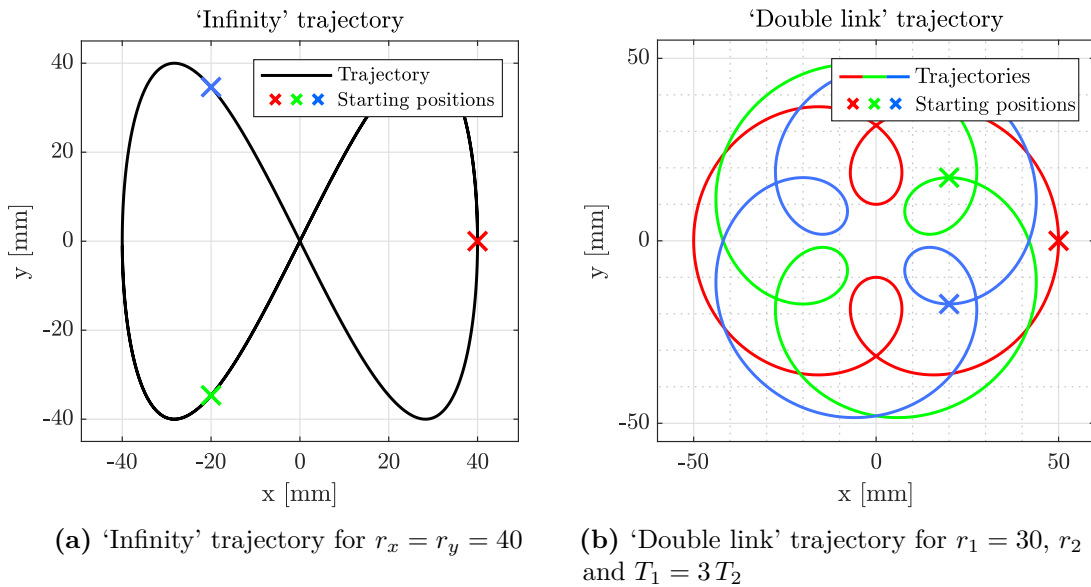 ‘Infinity’ trajectory
Trajectory
Starting positions
40
20
0
-20
-40
y [mm]
-40
-20
0
20
40
x [mm]
(a) ‘Infinity’ trajectory for r_x = r_y = 40
‘Double link’ trajectory
Trajectories
Starting positions
50
0
-50
y [mm]
-50
0
50
x [mm]
(b) ‘Double link’ trajectory for r_1 = 30, r_2
and T_1 = 3 T_2